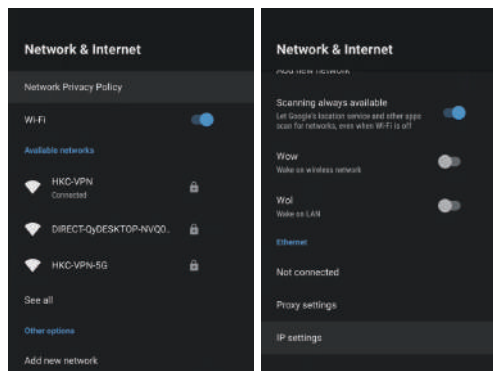 Network & Internet
Network Privacy Policy
Wi-Fi
Available networks
HKC-VPN
Connected
DIRECT-QyDESKTOP-NVQ0..
HKC-VPN-5G
See all
Other options
Add new network
Network & Internet
Add new network
Scanning always available
Let Google's location service and other apps
scan for networks, even when Wi-Fi is off
Wow
Wake on wireless network
Wol
Wake on LAN
Ethernet
Not connected
Proxy settings
IP settings